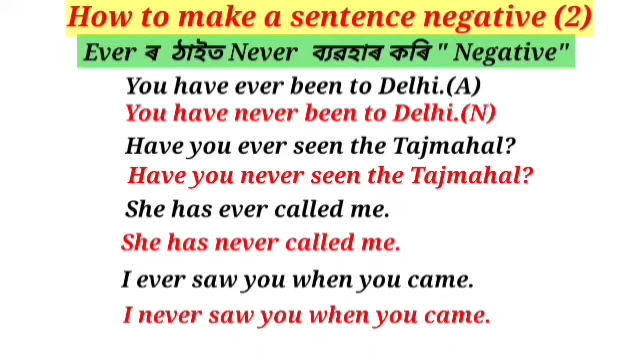 How to make a sentence negative (2)
Ever ৰ ঠাইত Never ব্যৱহাৰ কৰি " Negative"
You have ever been to Delhi.(A)
You have never been to Delhi.(N)
Have you ever seen the Tajmahal?
Have you never seen the Tajmahal?
She has ever called me.
She has never called me.
I ever saw you when you came.
I never saw you when you came.